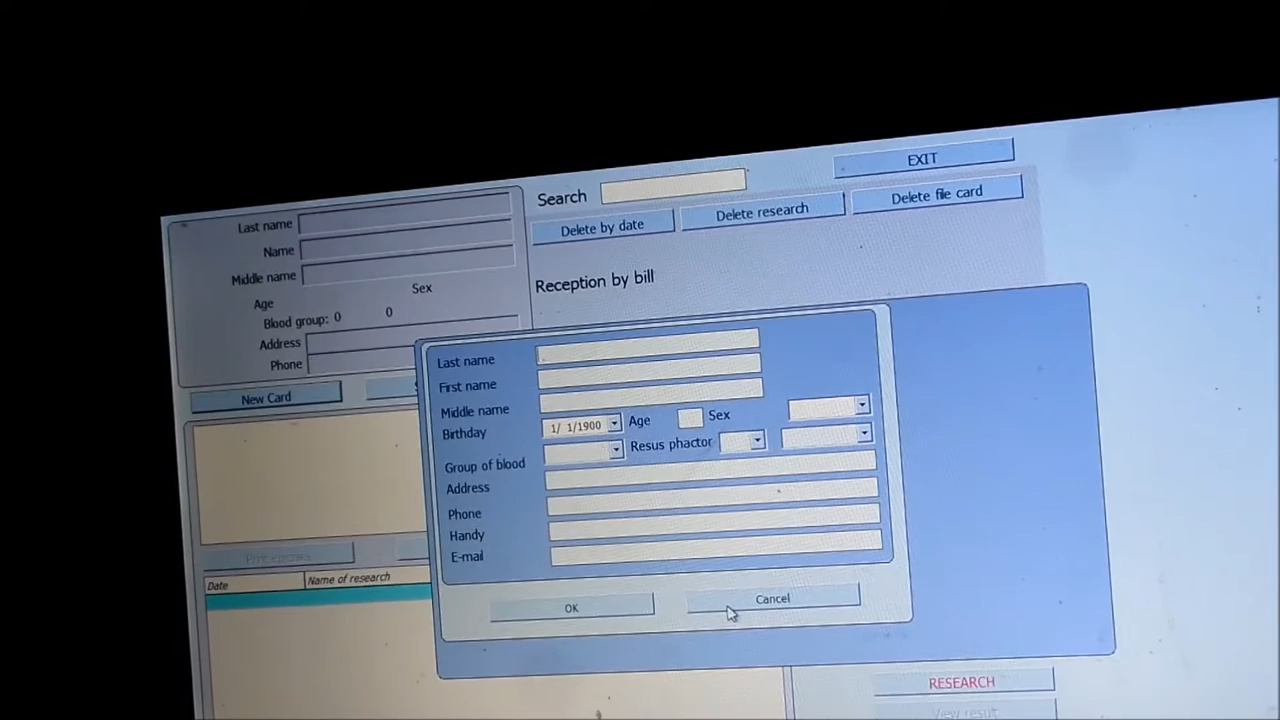 EXIT
Search
Delete by date
Delete research
Delete file card
Last name
Name
Middle name
Sex
Age
Blood group: 0 0
Address
Phone
Reception by bill
New Card
Last name
First name
Middle name
Birthday 1/ 1/1900 Age Sex
Group of blood Resus phactor
Address
Phone
Handy
E-mail
OK
Cancel
Date
Name of research
RESEARCH
View result